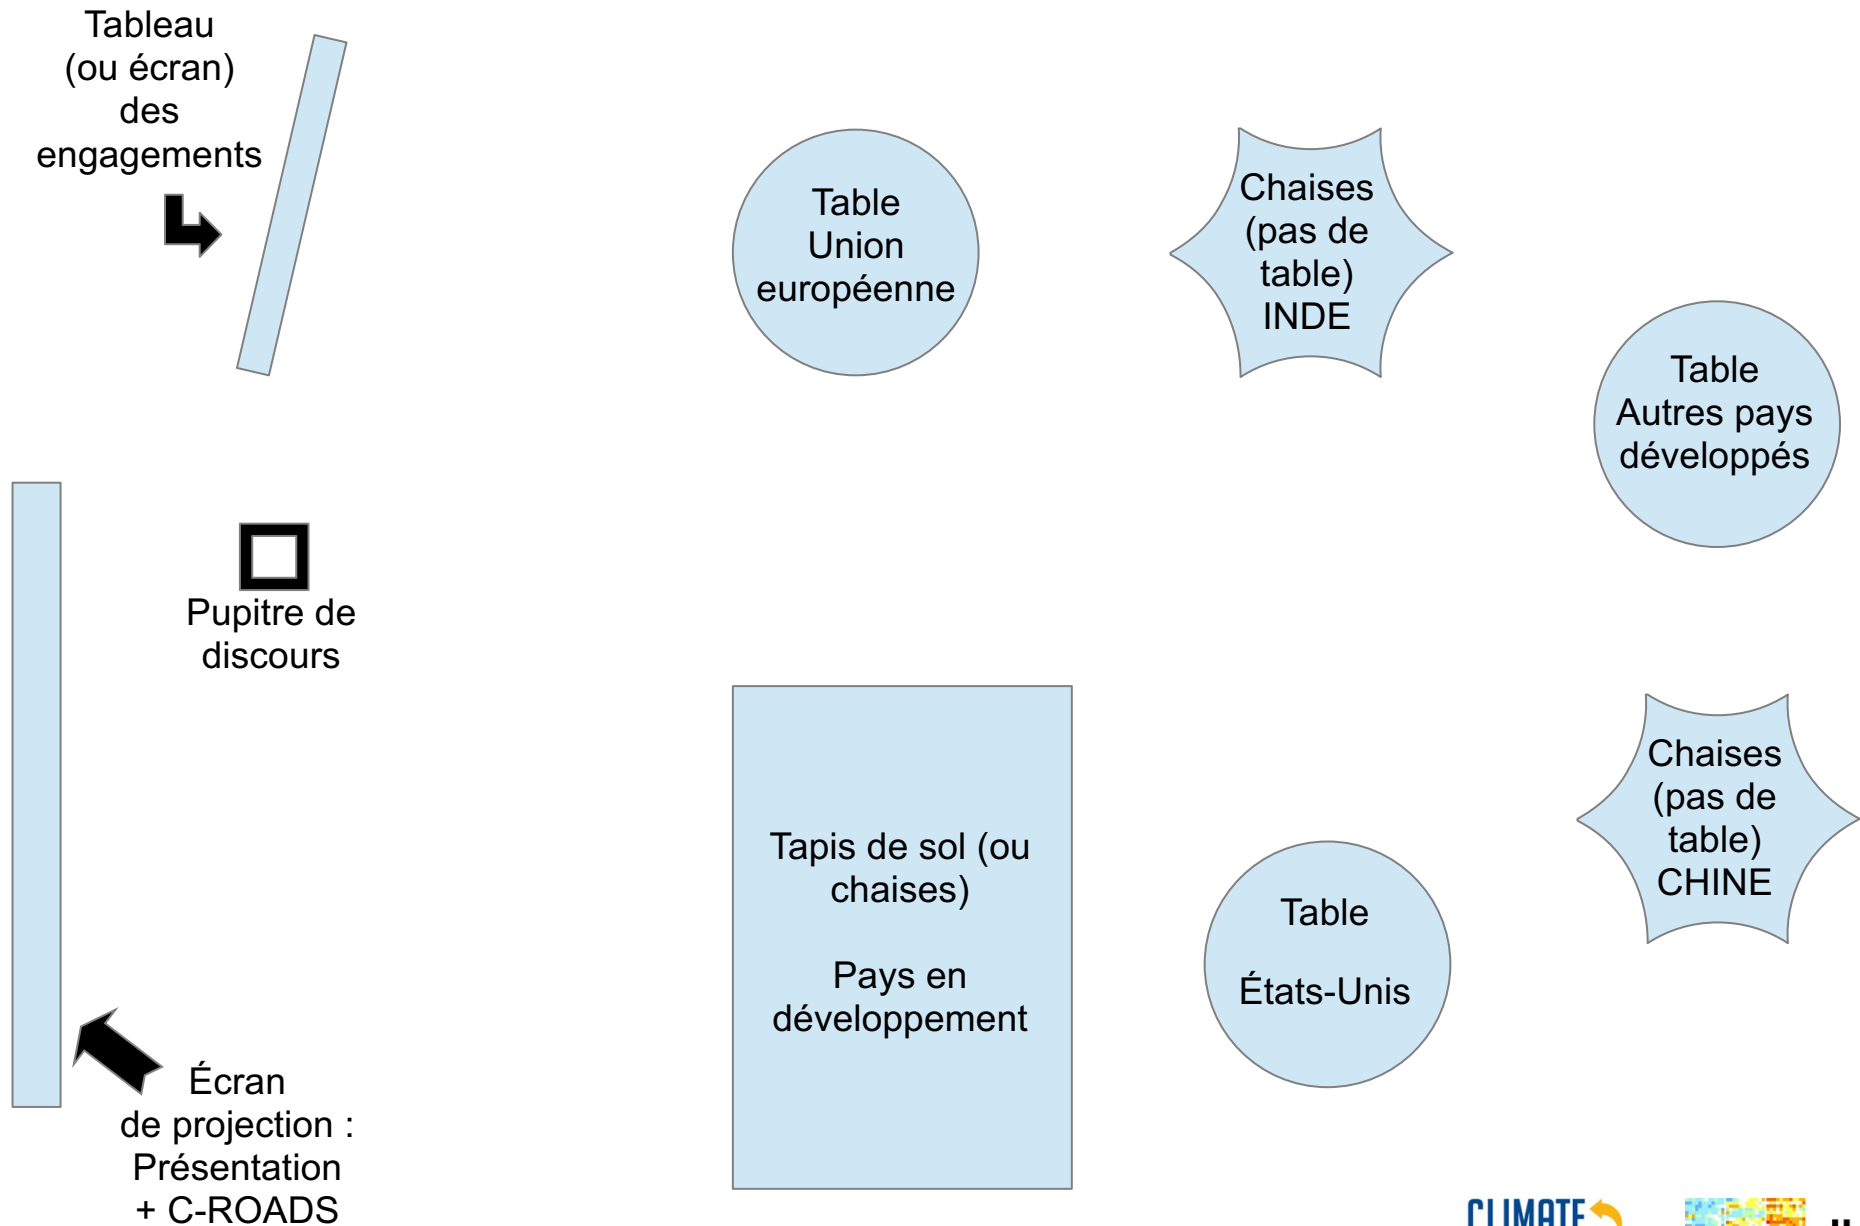 Tableau
(ou écran)
des
engagements
Table
Union
européenne
Chaises
(pas de
table)
INDE
Table
Autres pays
développés
Pupitre de
discours
Tapis de sol (ou
chaises)
Pays en
développement
Table
États-Unis
Chaises
(pas de
table)
CHINE
Écran
de projection :
Présentation
+ C-ROADS
CLIMATE